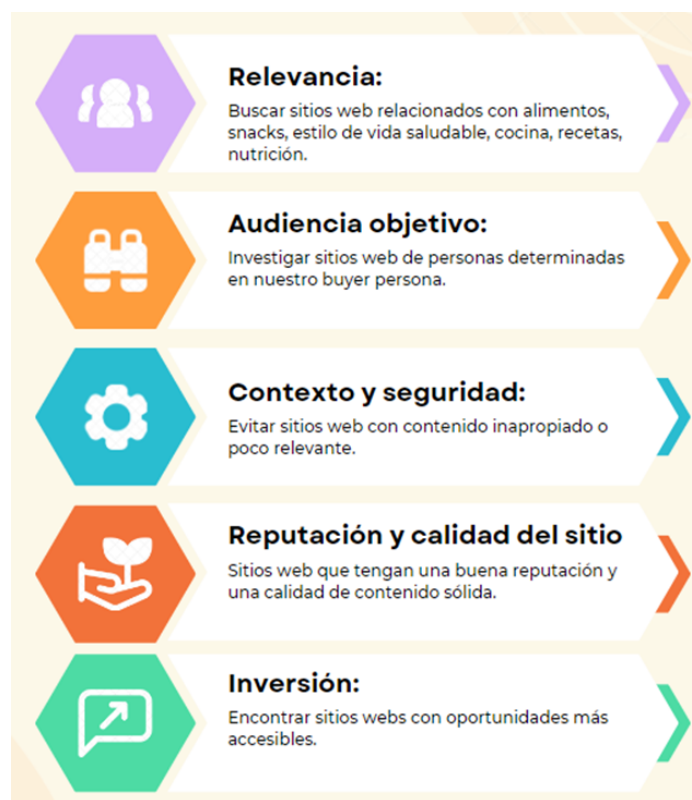 Relevancia:
Buscar sitios web relacionados con alimentos,
snacks, estilo de vida saludable, cocina, recetas,
nutrición.
Audiencia objetivo:
Investigar sitios web de personas determinadas
en nuestro buyer persona.
Contexto y seguridad:
Evitar sitios web con contenido inapropiado o
poco relevante.
Reputación y calidad del sitio
Sitios web que tengan una buena reputación y
una calidad de contenido sólida.
Inversión:
Encontrar sitios webs con oportunidades más
accesibles.